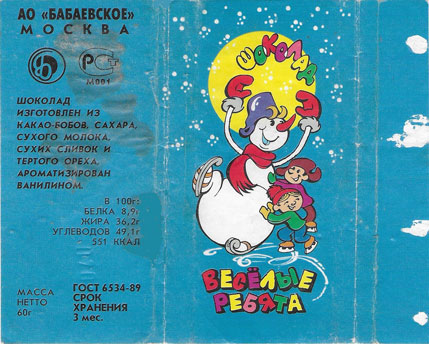 АО «БАБАЕВСКОЕ"
МОСКВА
Б
РСТ
М001
ШОКОЛАД
ИЗГОТОВЛЕН ИЗ
КАКАО-БОБОВ, САХАРА,
СУХОГО МОЛОКА,
СУХИХ СЛИВОК И
ТЕРТОГО ОРЕХА.
АРОМАТИЗИРОВАН
ВАНИЛИНОМ.
В 100г:
БЕЛКА 8,9г
ЖИРА 36,2г
УГЛЕВОДОВ 49,1г
551 ККАЛ
МАССА
НЕТТО
60г
ГОСТ 6534-89
СРОК
ХРАНЕНИЯ
3 мес.
ШОКОЛАД
ВЕСЁЛЫЕ
РЕБЯТА